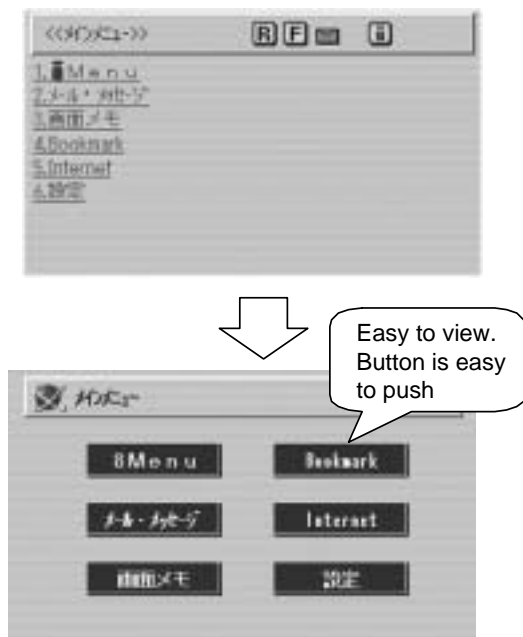 <<メインメニュー>> R F i
1.iMenu
2.メール・メッセージ
3.画面メモ
4.Bookmark
5.Internet
6.設定
Easy to view.
Button is easy
to push
メインメニュー
8Menu Bookmark
メール・メッセージ Internet
画面メモ 設定